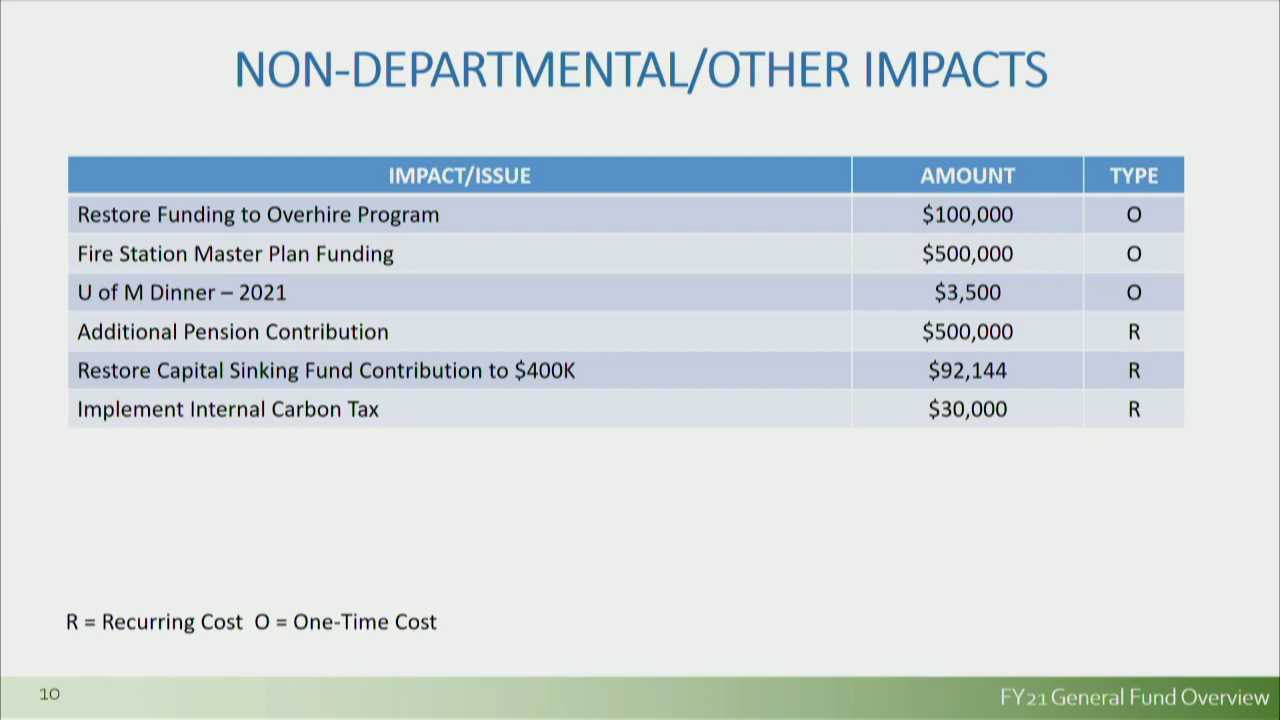 NON-DEPARTMENTAL/OTHER IMPACTS
IMPACT/ISSUE AMOUNT TYPE
Restore Funding to Overhire Program $100,000 O
Fire Station Master Plan Funding $500,000 O
U of M Dinner – 2021 $3,500 O
Additional Pension Contribution $500,000 R
Restore Capital Sinking Fund Contribution to $400K $92,144 R
Implement Internal Carbon Tax $30,000 R
R = Recurring Cost O = One-Time Cost
10 FY21 General Fund Overview